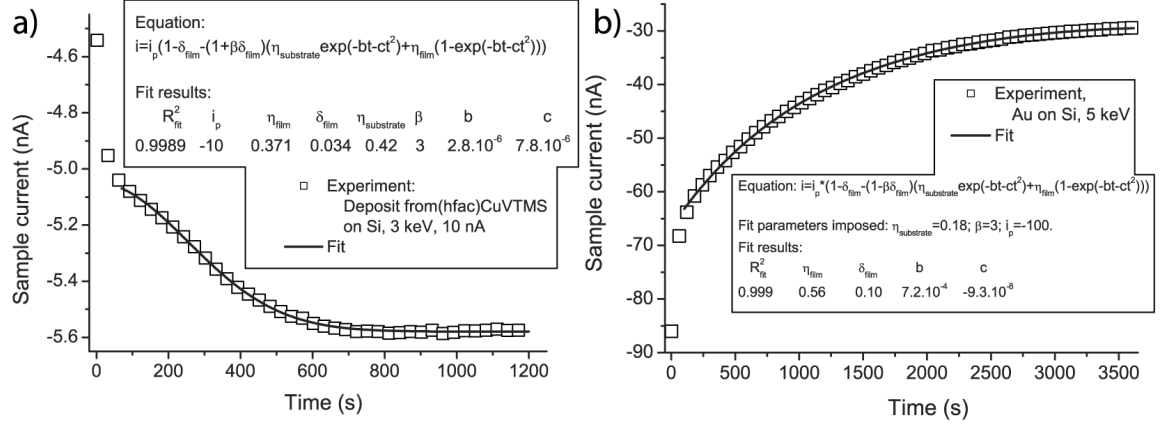 a)
Equation:
i=iₚ(1-δfilm-(1+βδfilm)(ηsubstrateexp(-bt-ct²)+ηfilm(1-exp(-bt-ct²)))
Fit results:
R²fit iₚ ηfilm δfilm ηsubstrate β b c
0.9989 -10 0.371 0.034 0.42 3 2.8.10⁻⁶ 7.8.10⁻⁶
Experiment:
Deposit from(hfac)CuVTMS
on Si, 3 keV, 10 nA
Fit
Sample current (nA)
-4.6
-4.8
-5.0
-5.2
-5.4
-5.6
0 200 400 600 800 1000 1200
Time (s)
b)
Experiment,
Au on Si, 5 keV
Fit
Equation: i=iₚ*(1-δfilm-(1-βδfilm)(ηsubstrateexp(-bt-ct²)+ηfilm(1-exp(-bt-ct²)))
Fit parameters imposed: ηsubstrate=0.18; β=3; iₚ=-100.
Fit results:
R²fit ηfilm δfilm b c
0.999 0.56 0.10 7.2.10⁻⁴ -9.3.10⁻⁸
Sample current (nA)
-30
-40
-50
-60
-70
-80
-90
0 500 1000 1500 2000 2500 3000 3500
Time (s)